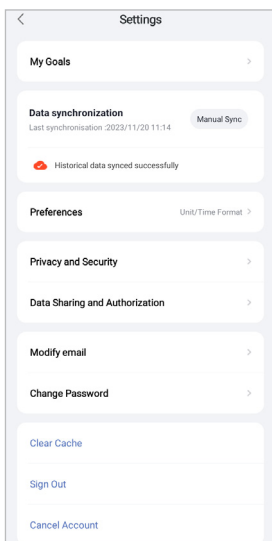 Settings
My Goals
Data synchronization
Last synchronisation :2023/11/20 11:14
Manual Sync
Historical data synced successfully
Preferences
Unit/Time Format
Privacy and Security
Data Sharing and Authorization
Modify email
Change Password
Clear Cache
Sign Out
Cancel Account